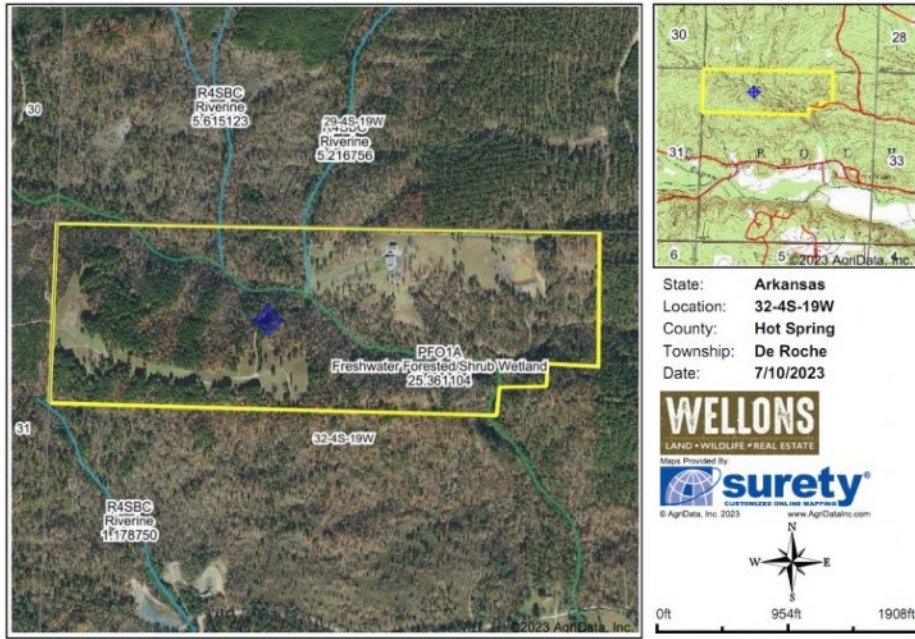 R4SBC
Riverine
5.615123
29-4S-19W
R4SBC
Riverine
5.216756
30
PFO1A
Freshwater Forested/Shrub Wetland
25.361104
31
32-4S-19W
R4SBC
Riverine
1.178750
©2023 AgriData, Inc.
30
28
31
33
6
5
4
©2023 AgriData, Inc.
State: Arkansas
Location: 32-4S-19W
County: Hot Spring
Township: De Roche
Date: 7/10/2023
WELLONS
LAND • WILDLIFE • REAL ESTATE
Maps Provided By:
surety®
CUSTOMIZED ONLINE MAPPING
© AgriData, Inc. 2023 www.AgriDataInc.com
N
W E
S
0ft 954ft 1908ft